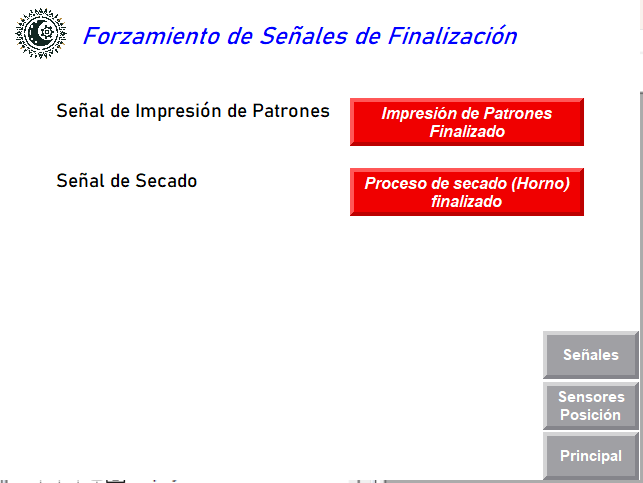 Forzamiento de Señales de Finalización
Señal de Impresión de Patrones
Impresión de Patrones
Finalizado
Señal de Secado
Proceso de secado (Horno)
finalizado
Señales
Sensores
Posición
Principal